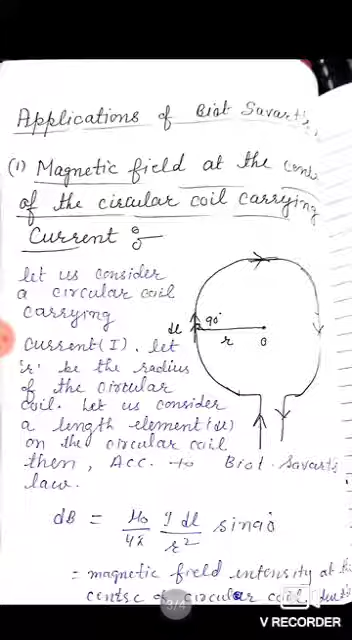 Applications of Biot Savart's
(1) Magnetic field at the
of the circular coil carrying
Current :-
let us consider
a circular coil
carrying
current (I). let
'r' be the radius
of the circular
coil. Let us consider
a length element (dl)
on the circular coil
then, Acc. to Biot-Savart's
law.
dl 90° r O
dB = μ0/4π I dl/r² sin90
= magnetic field intensity at
of circular coil
3/4
V RECORDER